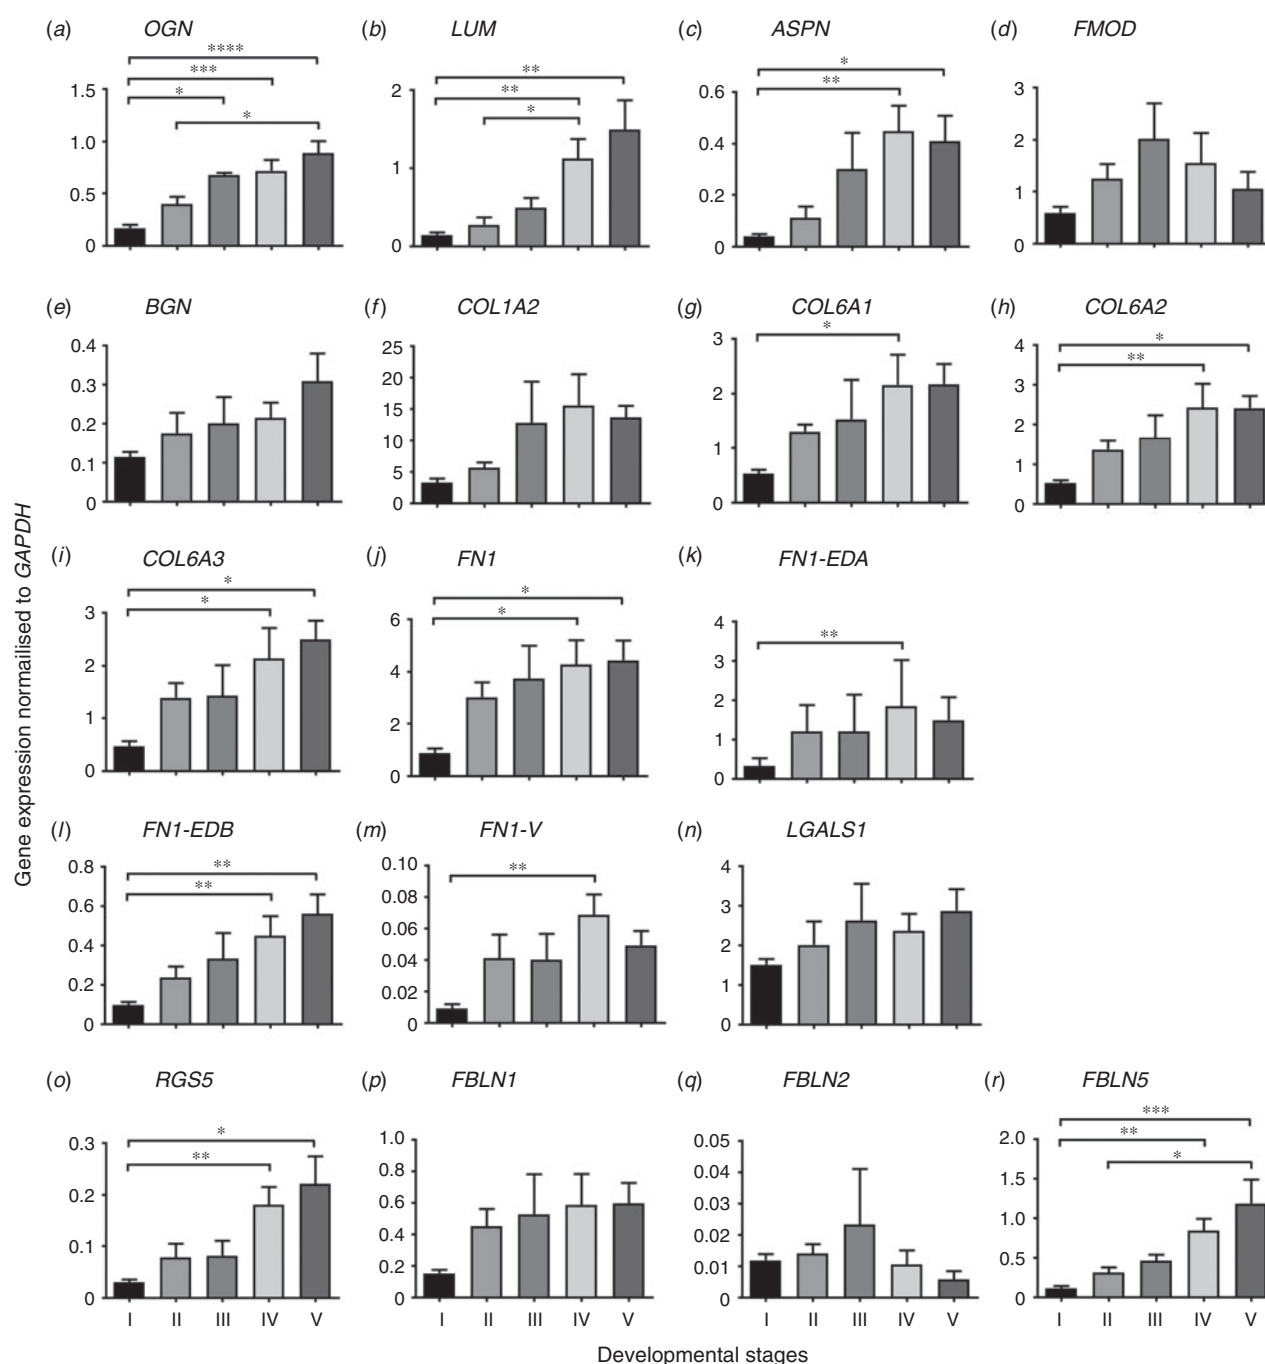 (a) OGN (b) LUM (c) ASPN (d) FMOD
**** *** * *
** ** *
* **
1.5 1.0 0.5 0
2 1 0
0.6 0.4 0.2 0
3 2 1 0
(e) BGN (f) COL1A2 (g) COL6A1 (h) COL6A2
*
* **
0.4 0.3 0.2 0.1 0
25 20 15 10 5 0
3 2 1 0
4 3 2 1 0
(i) COL6A3 (j) FN1 (k) FN1-EDA
* *
* *
**
3 2 1 0
6 4 2 0
4 3 2 1 0
(l) FN1-EDB (m) FN1-V (n) LGALS1
** **
**
0.8 0.6 0.4 0.2 0
0.10 0.08 0.06 0.04 0.02 0
4 3 2 1 0
(o) RGS5 (p) FBLN1 (q) FBLN2 (r) FBLN5
* **
*** ** *
0.3 0.2 0.1 0
1.0 0.8 0.6 0.4 0.2 0
0.05 0.04 0.03 0.02 0.01 0
2.0 1.5 1.0 0.5 0
I II III IV V I II III IV V I II III IV V I II III IV V
Gene expression normailised to GAPDH
Developmental stages